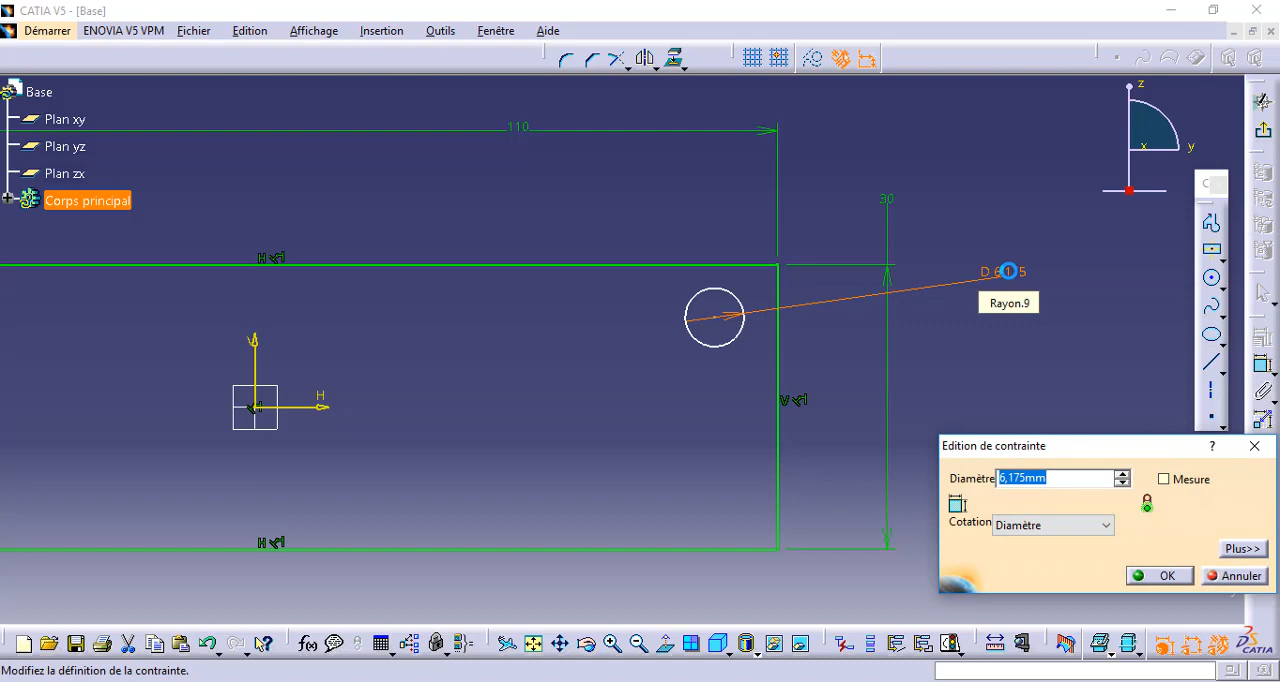 CATIA V5 - [Base]
Démarrer ENOVIA V5 VPM Fichier Edition Affichage Insertion Outils Fenêtre Aide
Base
Plan xy
Plan yz
Plan zx
Corps principal
110
30
z
x
y
C
H
D 6,175
Rayon.9
V
H
V
H
Edition de contrainte ?
Diamètre 6,175mm
Mesure
Cotation Diamètre
Plus>>
OK Annuler
f(x)
CATIA
Modifiez la définition de la contrainte.